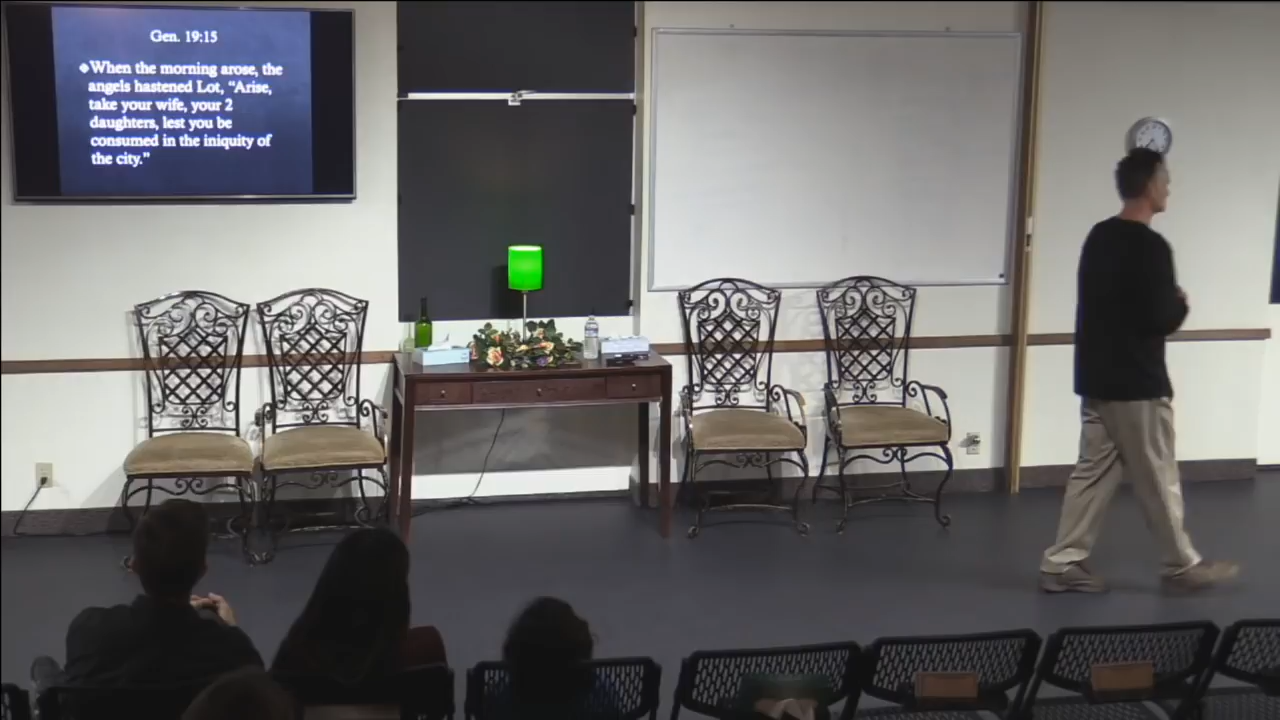 Gen. 19:15
◆When the morning arose, the
angels hastened Lot, “Arise,
take your wife, your 2
daughters, lest you be
consumed in the iniquity of
the city.”